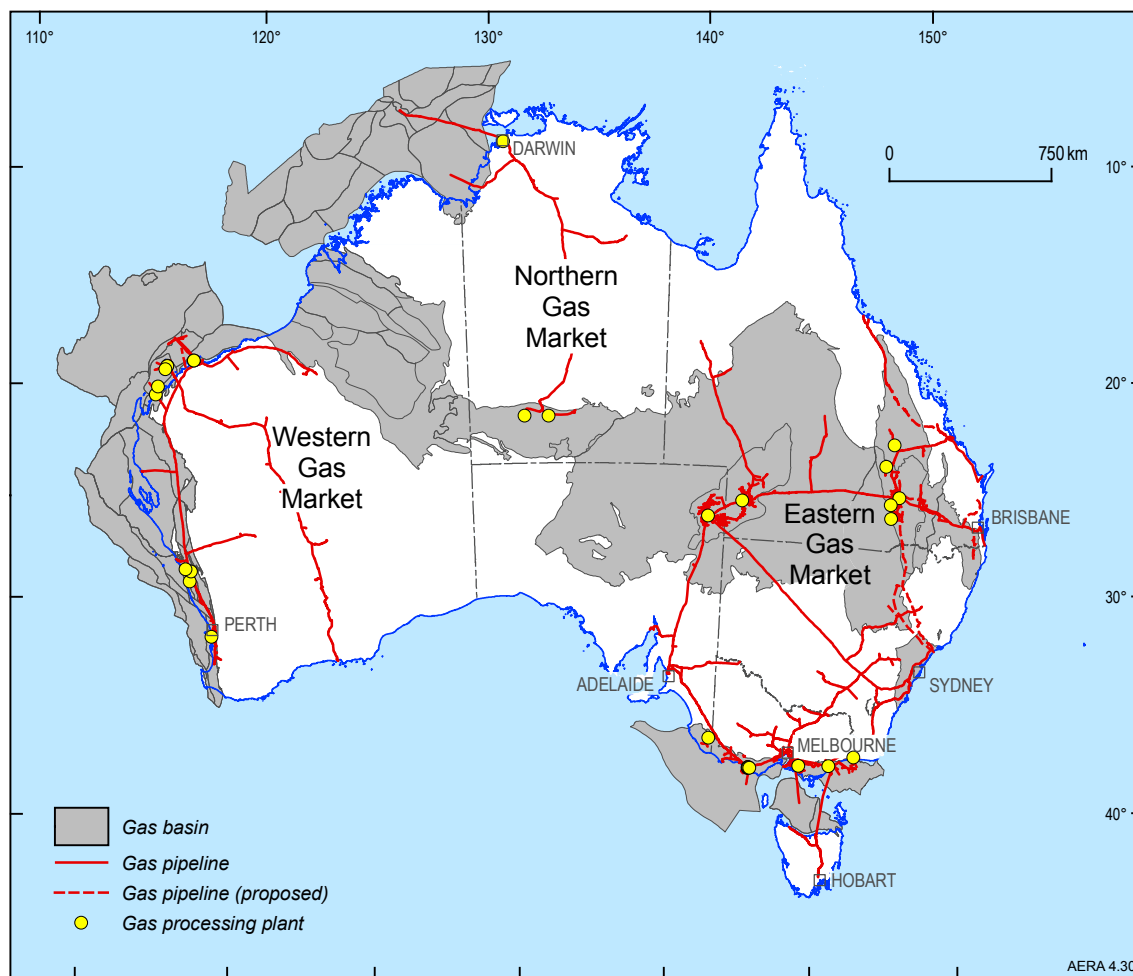 110°
120°
130°
140°
150°
DARWIN
0
750 km
10°
Northern
Gas
Market
20°
Western
Gas
Market
Eastern
Gas
Market
BRISBANE
30°
PERTH
ADELAIDE
SYDNEY
MELBOURNE
40°
HOBART
Gas basin
Gas pipeline
Gas pipeline (proposed)
Gas processing plant
AERA 4.30